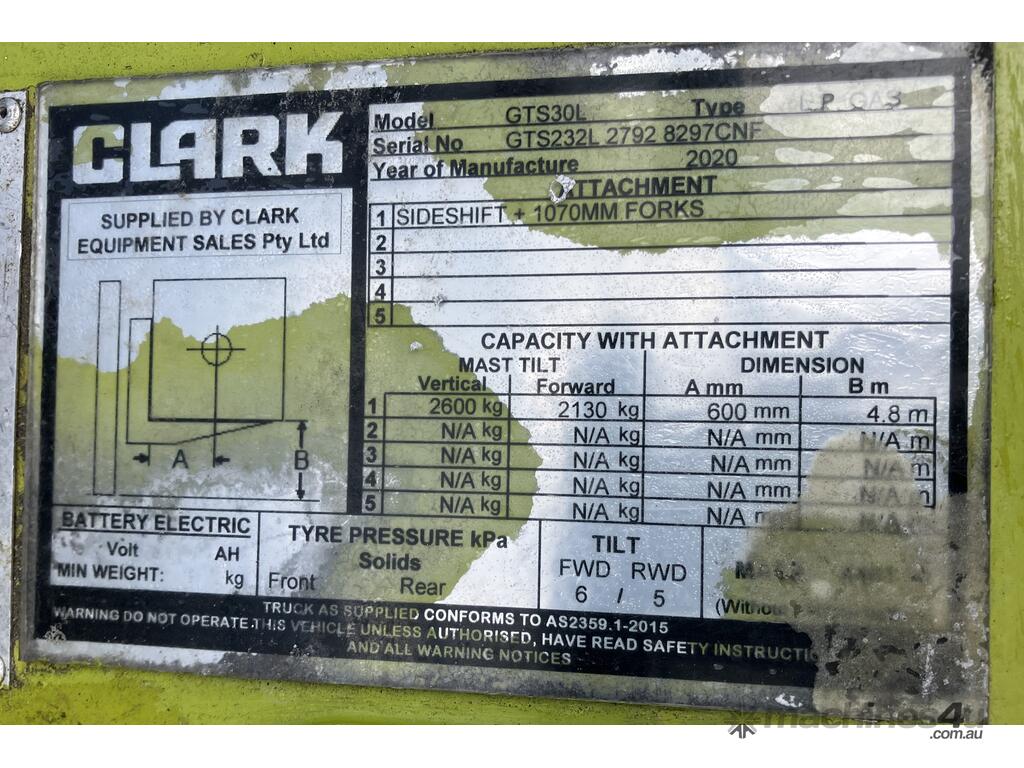 CLARK
SUPPLIED BY CLARK
EQUIPMENT SALES Pty Ltd
A
B
Model GTS30L Type LP GAS
Serial No GTS232L 2792 8297CNF
Year of Manufacture 2020
ATTACHMENT
1 SIDESHIFT + 1070MM FORKS
2
3
4
5
CAPACITY WITH ATTACHMENT
MAST TILT DIMENSION
Vertical Forward A mm B m
1 2600 kg 2130 kg 600 mm 4.8 m
2 N/A kg N/A kg N/A mm N/A m
3 N/A kg N/A kg N/A mm N/A m
4 N/A kg N/A kg N/A mm N/A m
5 N/A kg N/A kg N/A
BATTERY ELECTRIC
Volt AH
MIN WEIGHT: kg
TYRE PRESSURE kPa
Solids
Front Rear
TILT
FWD RWD
6 / 5
TRUCK AS SUPPLIED CONFORMS TO AS2359.1-2015
WARNING DO NOT OPERATE THIS VEHICLE UNLESS AUTHORISED, HAVE READ SAFETY
AND ALL WARNING NOTICES
machines4u
.com.au